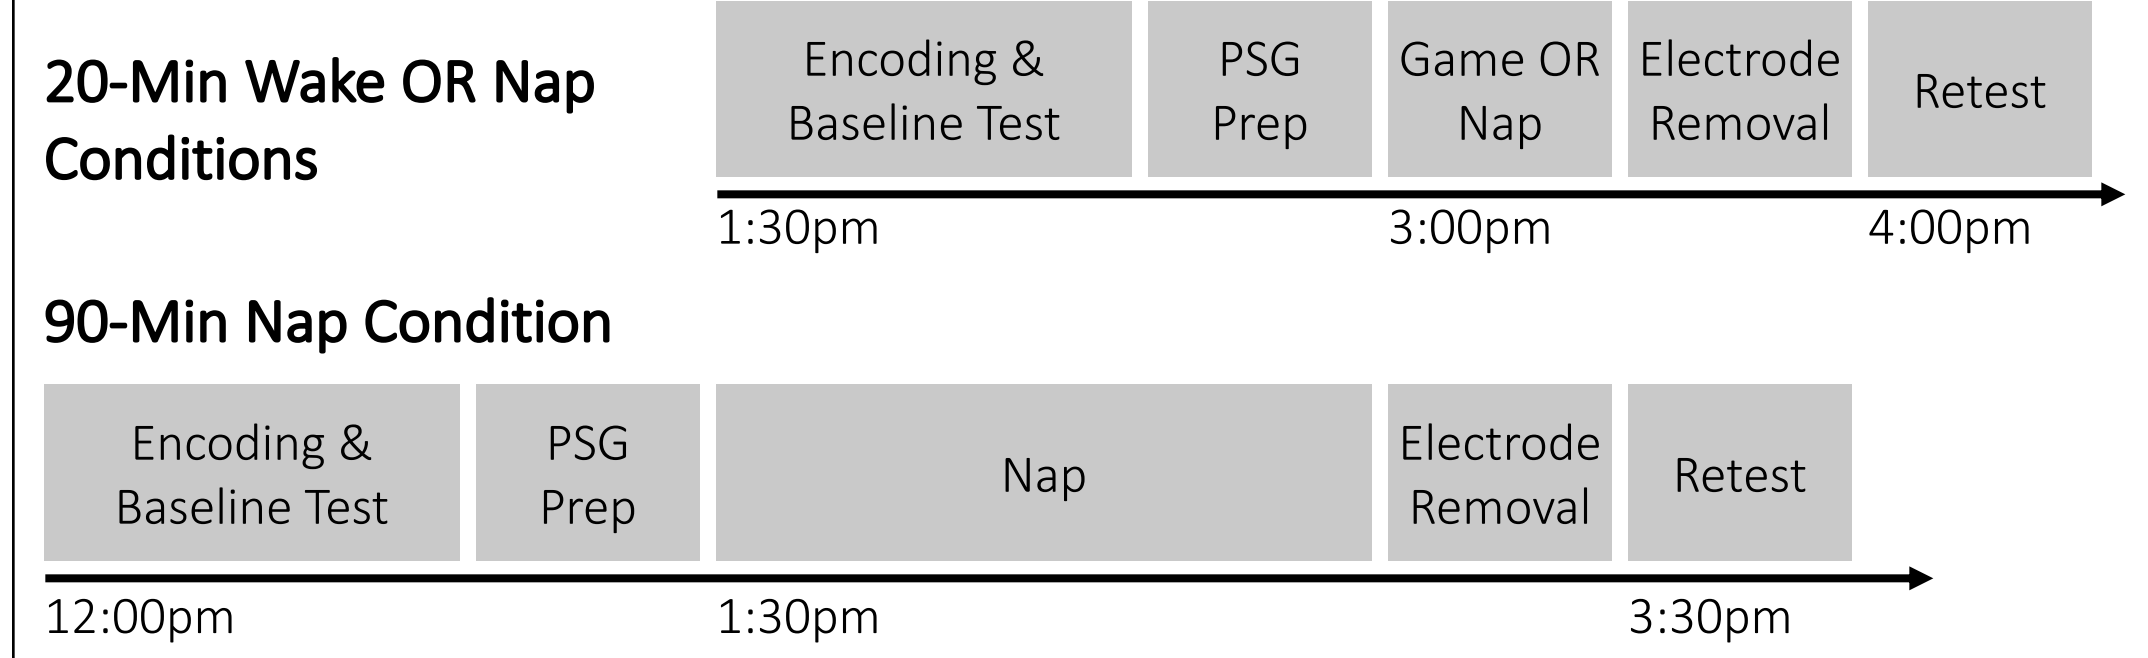 20-Min Wake OR Nap
Conditions
Encoding &
Baseline Test
PSG
Prep
Game OR
Nap
Electrode
Removal
Retest
1:30pm
3:00pm
4:00pm
90-Min Nap Condition
Encoding &
Baseline Test
PSG
Prep
Nap
Electrode
Removal
Retest
12:00pm
1:30pm
3:30pm